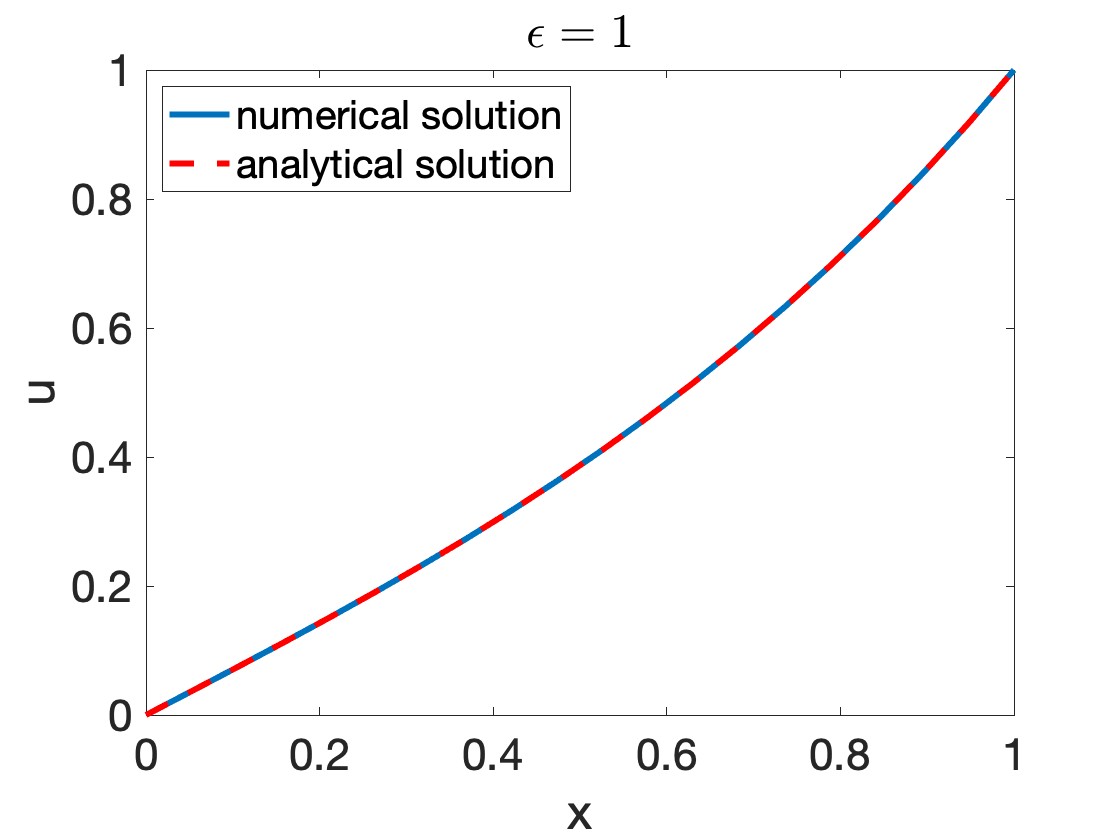 ϵ = 1
numerical solution
analytical solution
1
0.8
0.6
0.4
0.2
0
u
0 0.2 0.4 0.6 0.8 1
x